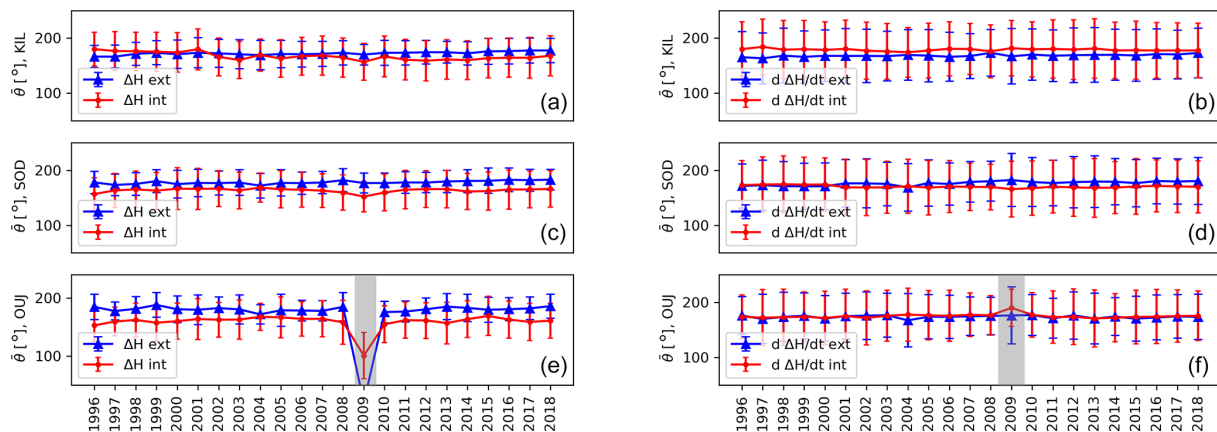 200
100
θ̄ [°], KIL
ΔH ext
ΔH int
(a)
200
100
θ̄ [°], KIL
d ΔH/dt ext
d ΔH/dt int
(b)
200
100
θ̄ [°], SOD
ΔH ext
ΔH int
(c)
200
100
θ̄ [°], SOD
d ΔH/dt ext
d ΔH/dt int
(d)
200
100
θ̄ [°], OUJ
ΔH ext
ΔH int
(e)
1996 1997 1998 1999 2000 2001 2002 2003 2004 2005 2006 2007 2008 2009 2010 2011 2012 2013 2014 2015 2016 2017 2018
200
100
θ̄ [°], OUJ
d ΔH/dt ext
d ΔH/dt int
(f)
1996 1997 1998 1999 2000 2001 2002 2003 2004 2005 2006 2007 2008 2009 2010 2011 2012 2013 2014 2015 2016 2017 2018